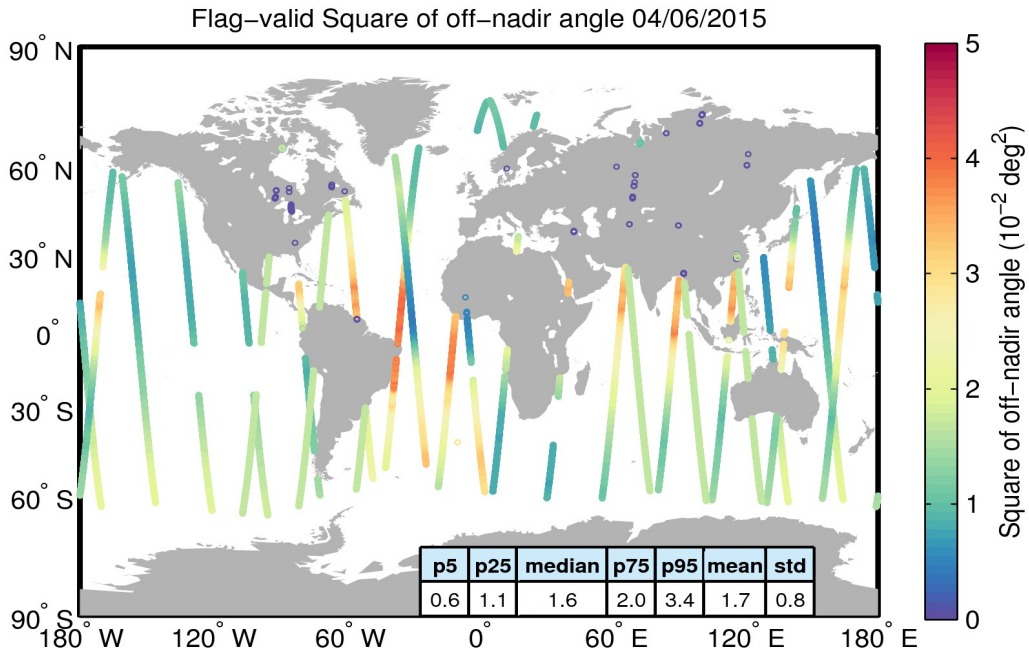 Flag-valid Square of off-nadir angle 04/06/2015
90° N
60° N
30° N
0°
30° S
60° S
90° S
180° W
120° W
60° W
0°
60° E
120° E
180° E
p5 p25 median p75 p95 mean std
0.6 1.1 1.6 2.0 3.4 1.7 0.8
5
4
3
2
1
0
Square of off-nadir angle (10⁻² deg²)